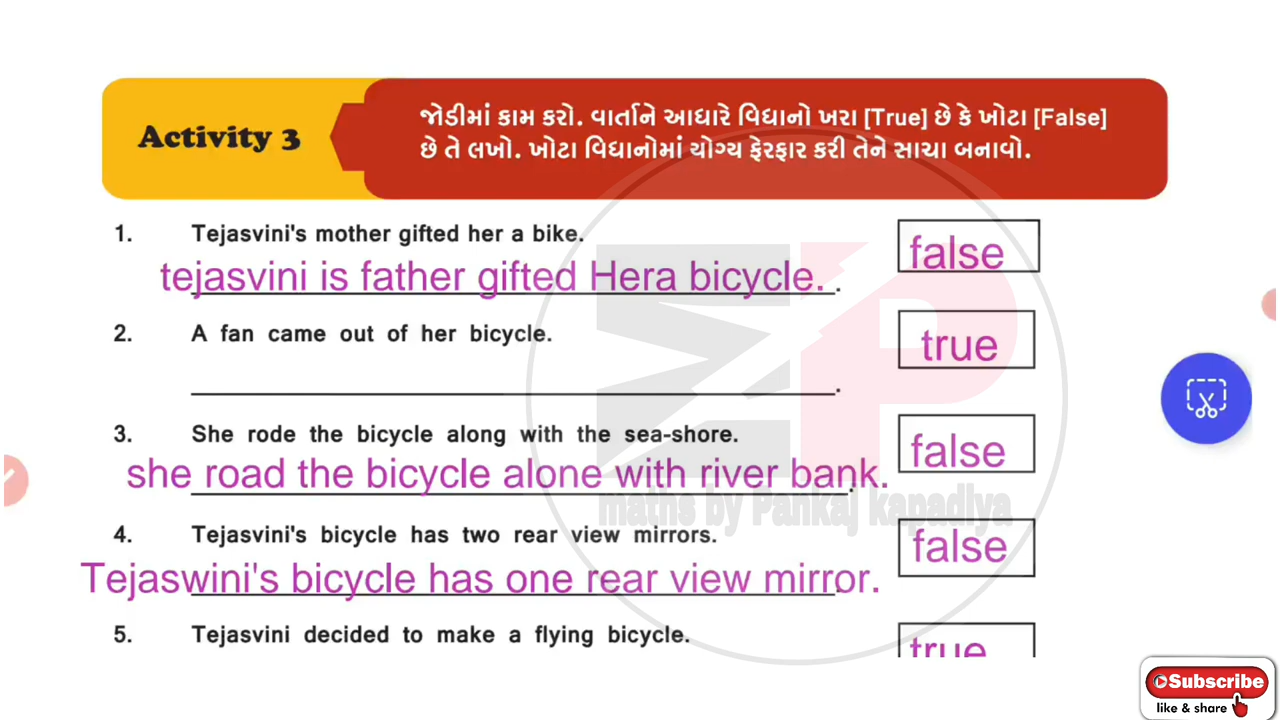 Activity 3
જોડીમાં કામ કરો. વાર્તાને આધારે વિધાનો ખરા [True] છે કે ખોટા [False]
છે તે લખો. ખોટા વિધાનોમાં યોગ્ય ફેરફાર કરી તેને સાચા બનાવો.
1. Tejasvini's mother gifted her a bike. false
tejasvini is father gifted Hera bicycle. .
2. A fan came out of her bicycle. true
.
3. She rode the bicycle along with the sea-shore. false
she road the bicycle alone with river bank. .
maths by Pankaj kapadiya
4. Tejasvini's bicycle has two rear view mirrors. false
Tejaswini's bicycle has one rear view mirror. .
5. Tejasvini decided to make a flying bicycle. true
Subscribe
like & share